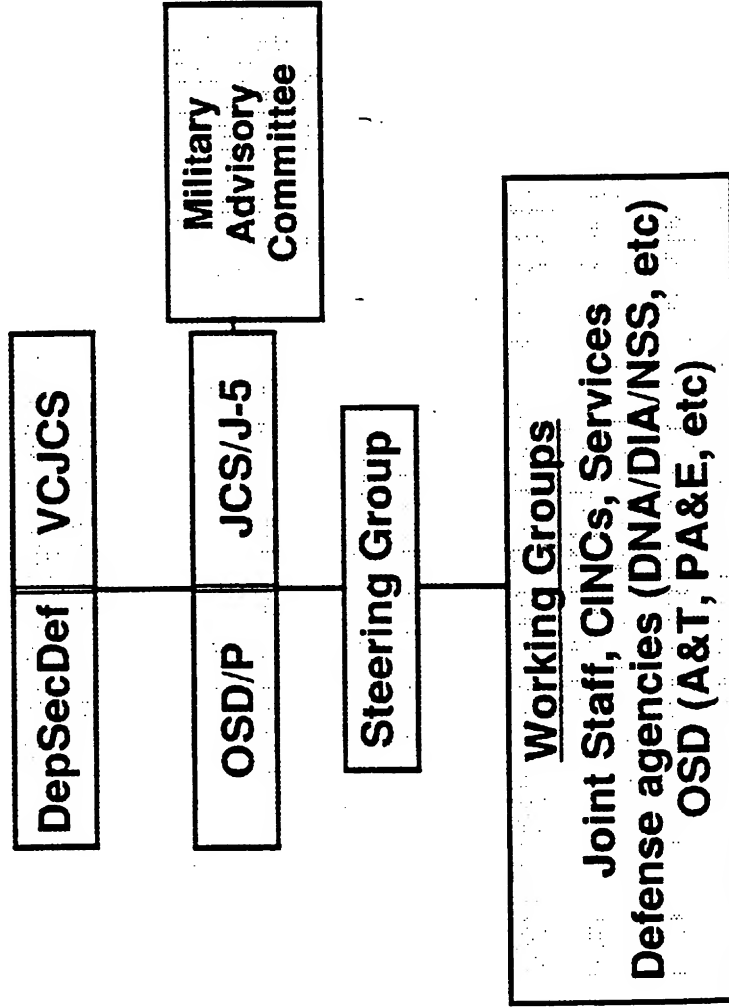 DepSecDef VCJCS
OSD/P JCS/J-5
Military
Advisory
Committee
Steering Group
Working Groups
Joint Staff, CINCs, Services
Defense agencies (DNA/DIA/NSS, etc)
OSD (A&T, PA&E, etc)